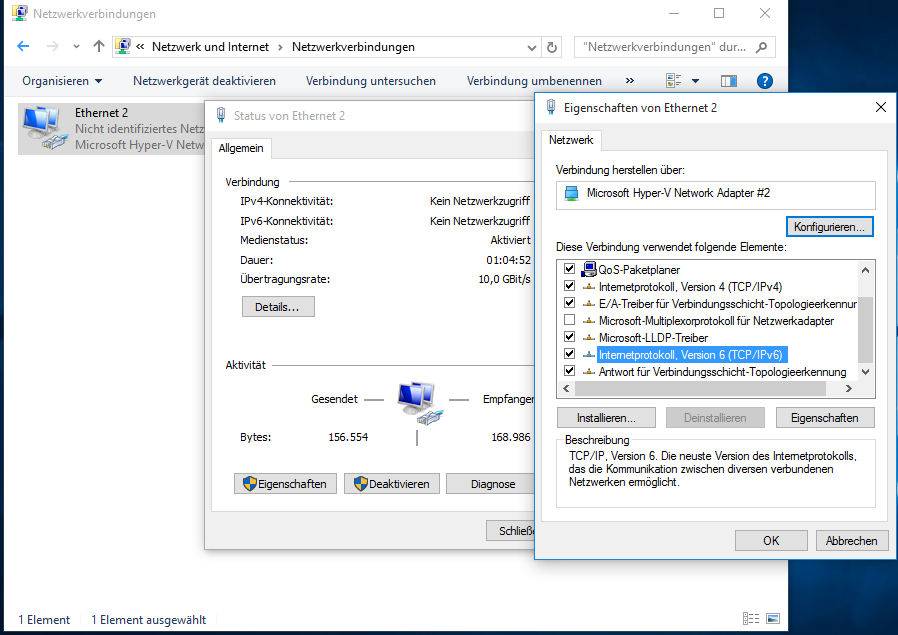 Netzwerkverbindungen
« Netzwerk und Internet › Netzwerkverbindungen
"Netzwerkverbindungen" dur...
Organisieren
Netzwerkgerät deaktivieren
Verbindung untersuchen
Verbindung umbenennen
»
Ethernet 2
Nicht identifiziertes Netz
Microsoft Hyper-V Netw
Status von Ethernet 2
Allgemein
Verbindung
IPv4-Konnektivität: Kein Netzwerkzugriff
IPv6-Konnektivität: Kein Netzwerkzugriff
Medienstatus: Aktiviert
Dauer: 01:04:52
Übertragungsrate: 10,0 GBit/s
Details...
Aktivität
Gesendet — Empfangen
Bytes: 156.554 168.986
Eigenschaften
Deaktivieren
Diagnose
Schließe
Eigenschaften von Ethernet 2
Netzwerk
Verbindung herstellen über:
Microsoft Hyper-V Network Adapter #2
Konfigurieren...
Diese Verbindung verwendet folgende Elemente:
QoS-Paketplaner
Internetprotokoll, Version 4 (TCP/IPv4)
E/A-Treiber für Verbindungsschicht-Topologieerkennun
Microsoft-Multiplexorprotokoll für Netzwerkadapter
Microsoft-LLDP-Treiber
Internetprotokoll, Version 6 (TCP/IPv6)
Antwort für Verbindungsschicht-Topologieerkennung
Installieren...
Deinstallieren
Eigenschaften
Beschreibung
TCP/IP, Version 6. Die neuste Version des Internetprotokolls,
das die Kommunikation zwischen diversen verbundenen
Netzwerken ermöglicht.
OK
Abbrechen
1 Element
1 Element ausgewählt